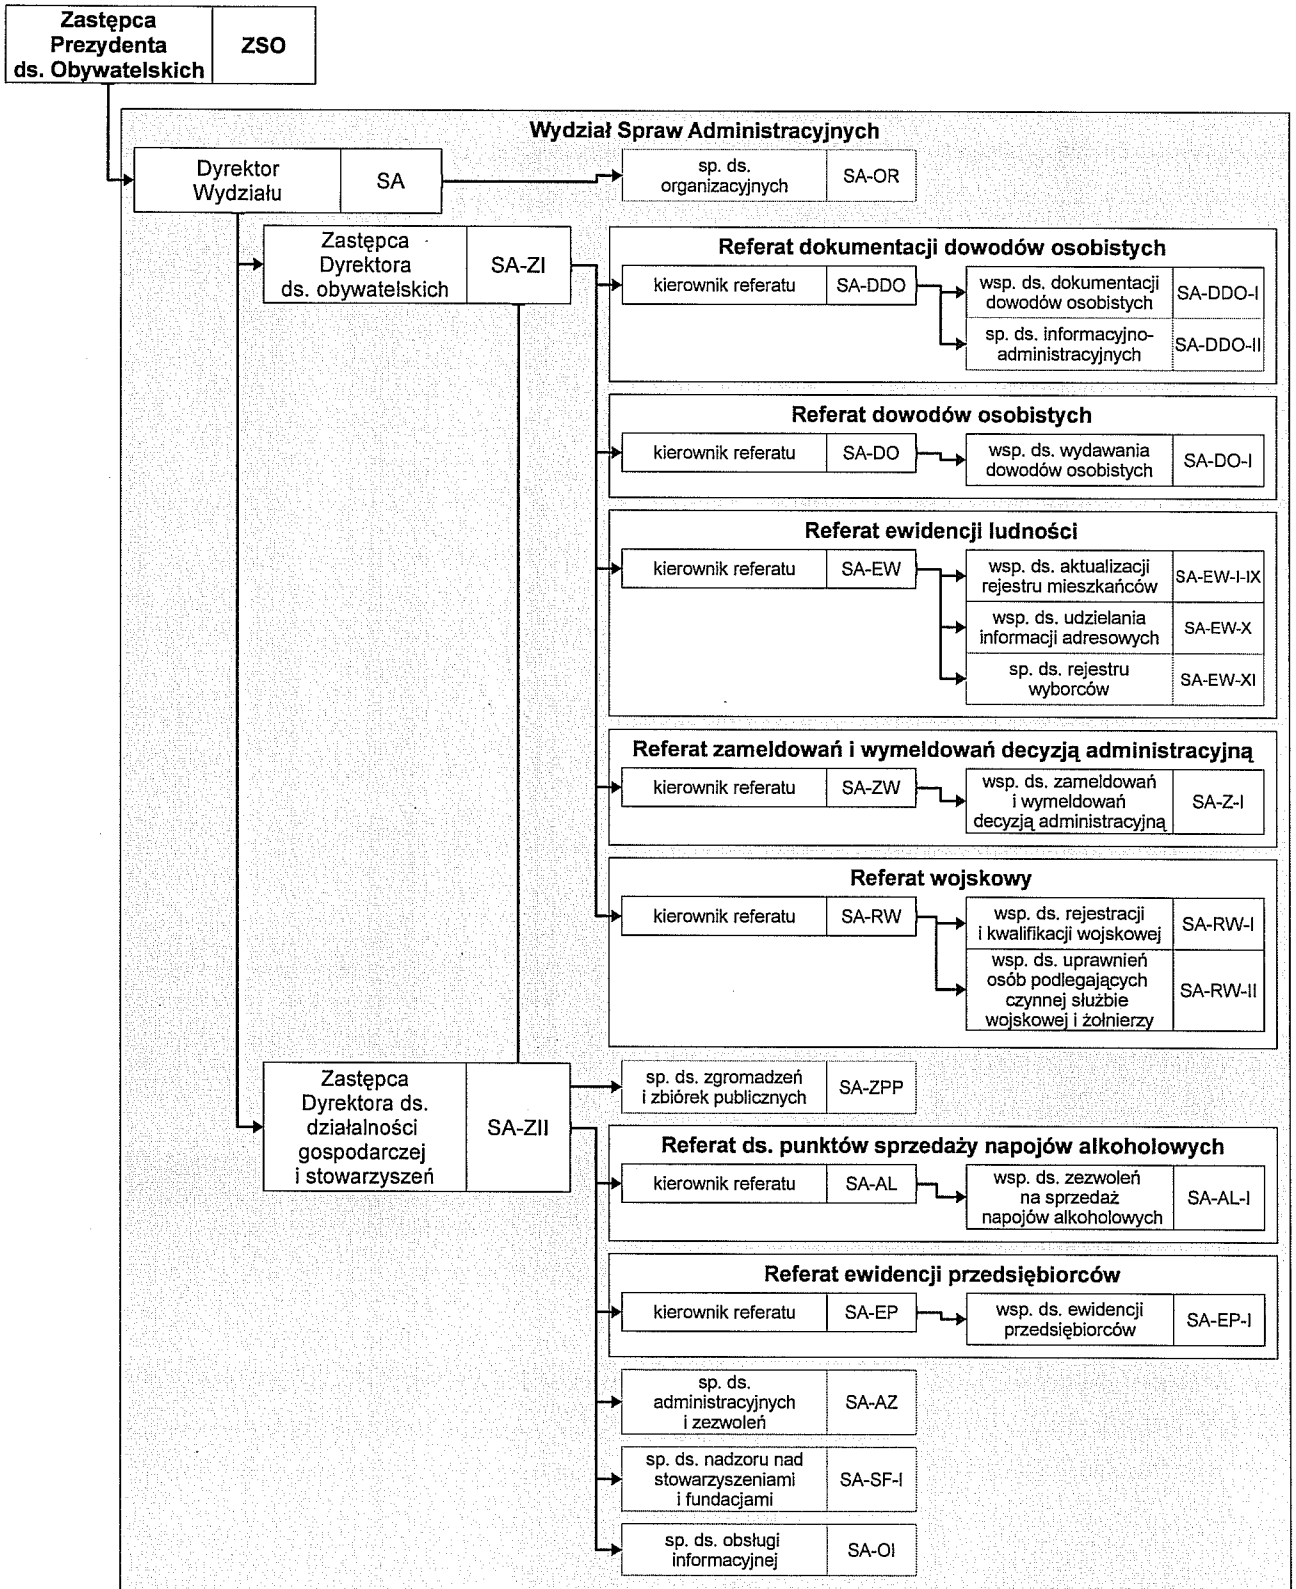 Zastępca
Prezydenta
ds. Obywatelskich
ZSO
Wydział Spraw Administracyjnych
Dyrektor
Wydziału
SA
sp. ds.
organizacyjnych
SA-OR
Zastępca
Dyrektora
ds. obywatelskich
SA-ZI
Referat dokumentacji dowodów osobistych
kierownik referatu
SA-DDO
wsp. ds. dokumentacji
dowodów osobistych
SA-DDO-I
sp. ds. informacyjno-
administracyjnych
SA-DDO-II
Referat dowodów osobistych
kierownik referatu
SA-DO
wsp. ds. wydawania
dowodów osobistych
SA-DO-I
Referat ewidencji ludności
kierownik referatu
SA-EW
wsp. ds. aktualizacji
rejestru mieszkańców
SA-EW-I-IX
wsp. ds. udzielania
informacji adresowych
SA-EW-X
sp. ds. rejestru
wyborców
SA-EW-XI
Referat zameldowań i wymeldowań decyzją administracyjną
kierownik referatu
SA-ZW
wsp. ds. zameldowań
i wymeldowań
decyzją administracyjną
SA-Z-I
Referat wojskowy
kierownik referatu
SA-RW
wsp. ds. rejestracji
i kwalifikacji wojskowej
SA-RW-I
wsp. ds. uprawnień
osób podlegających
czynnej służbie
wojskowej i żołnierzy
SA-RW-II
Zastępca
Dyrektora ds.
działalności
gospodarczej
i stowarzyszeń
SA-ZII
sp. ds. zgromadzeń
i zbiórek publicznych
SA-ZPP
Referat ds. punktów sprzedaży napojów alkoholowych
kierownik referatu
SA-AL
wsp. ds. zezwoleń
na sprzedaż
napojów alkoholowych
SA-AL-I
Referat ewidencji przedsiębiorców
kierownik referatu
SA-EP
wsp. ds. ewidencji
przedsiębiorców
SA-EP-I
sp. ds.
administracyjnych
i zezwoleń
SA-AZ
sp. ds. nadzoru nad
stowarzyszeniami
i fundacjami
SA-SF-I
sp. ds. obsługi
informacyjnej
SA-OI